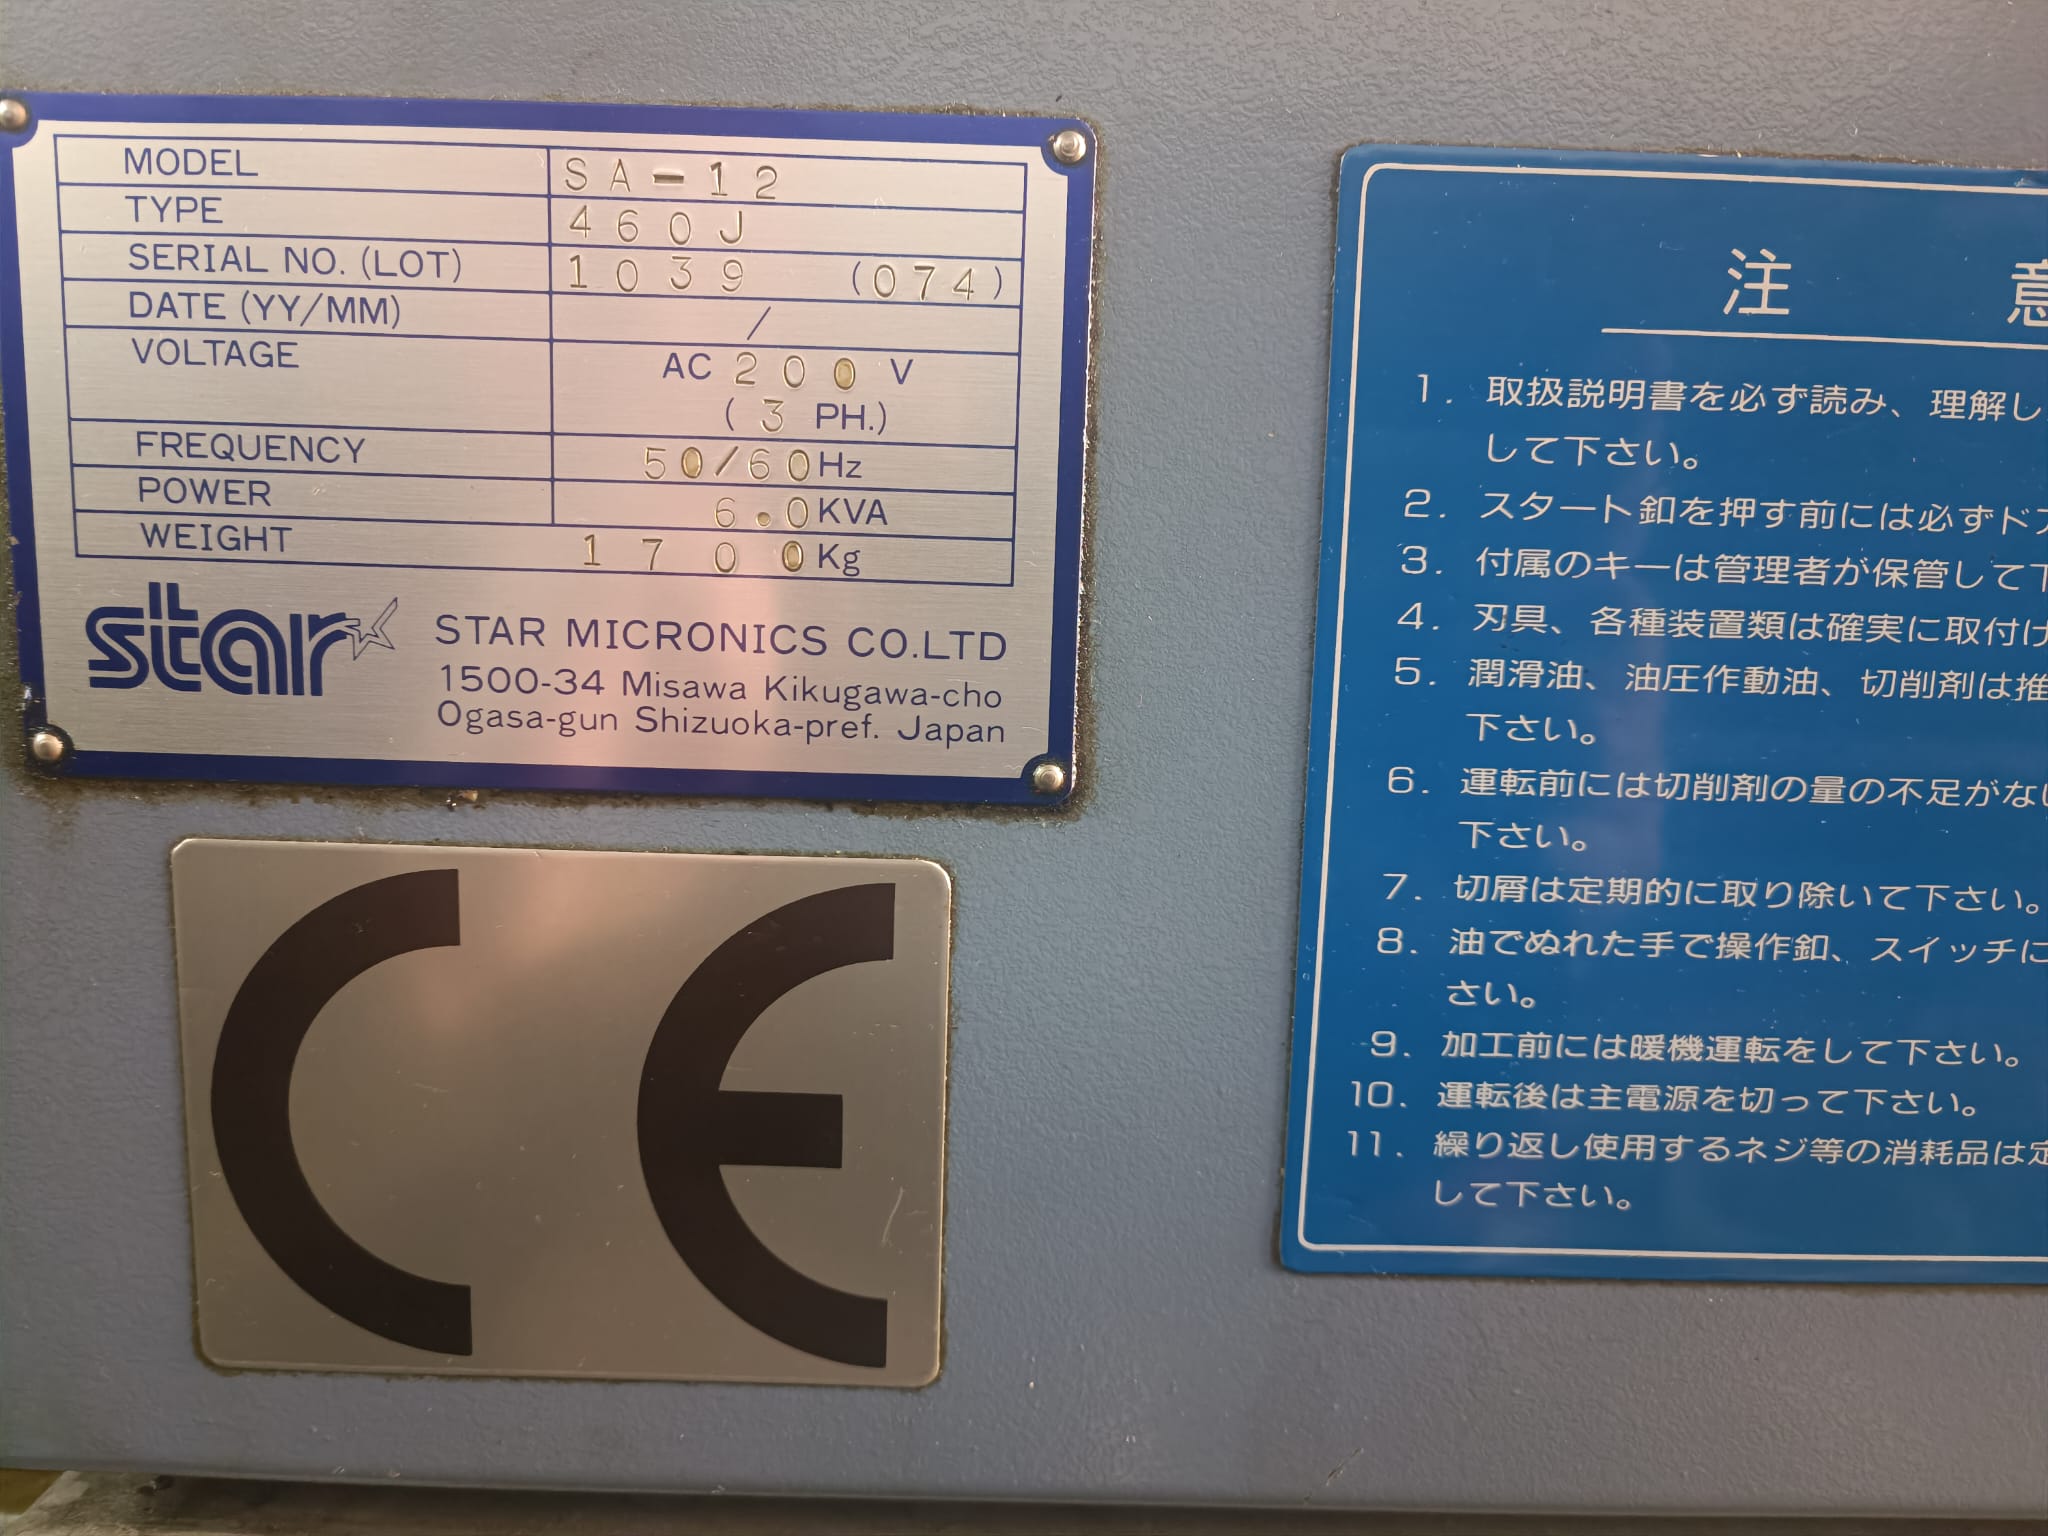 MODEL SA-12
TYPE 460J
SERIAL NO. (LOT) 1039 (074)
DATE (YY/MM) /
VOLTAGE AC 200 V
(3 PH.)
FREQUENCY 50/60Hz
POWER 6.0KVA
WEIGHT 1700Kg
star STAR MICRONICS CO.LTD
1500-34 Misawa Kikugawa-cho
Ogasa-gun Shizuoka-pref. Japan
CE
注 意
1. 取扱説明書を必ず読み、理解し
して下さい。
2. スタート釦を押す前には必ずドア
3. 付属のキーは管理者が保管して下
4. 刃具、各種装置類は確実に取付け
5. 潤滑油、油圧作動油、切削剤は推
下さい。
6. 運転前には切削剤の量の不足がない
下さい。
7. 切屑は定期的に取り除いて下さい。
8. 油でぬれた手で操作釦、スイッチに
さい。
9. 加工前には暖機運転をして下さい。
10. 運転後は主電源を切って下さい。
11. 繰り返し使用するネジ等の消耗品は定
して下さい。